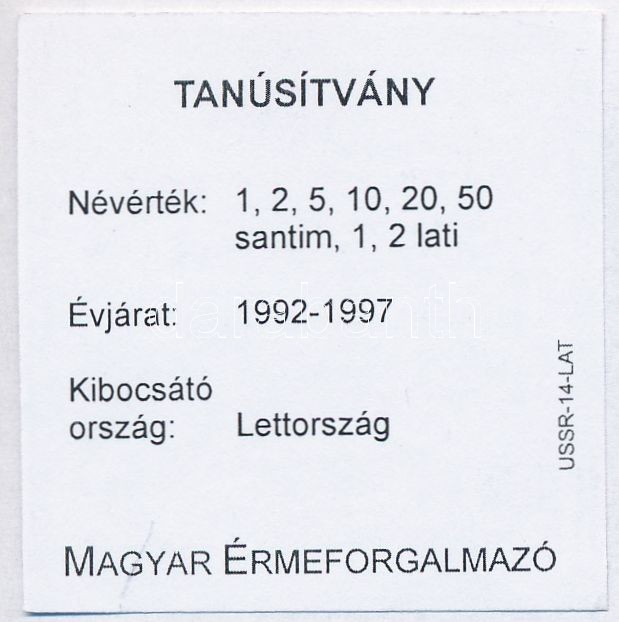 TANÚSÍTVÁNY
Névérték: 1, 2, 5, 10, 20, 50
santim, 1, 2 lati
Évjárat: 1992-1997
Kibocsátó
ország: Lettország
USSR-14-LAT
MAGYAR ÉRMEFORGALMAZÓ
darabanth